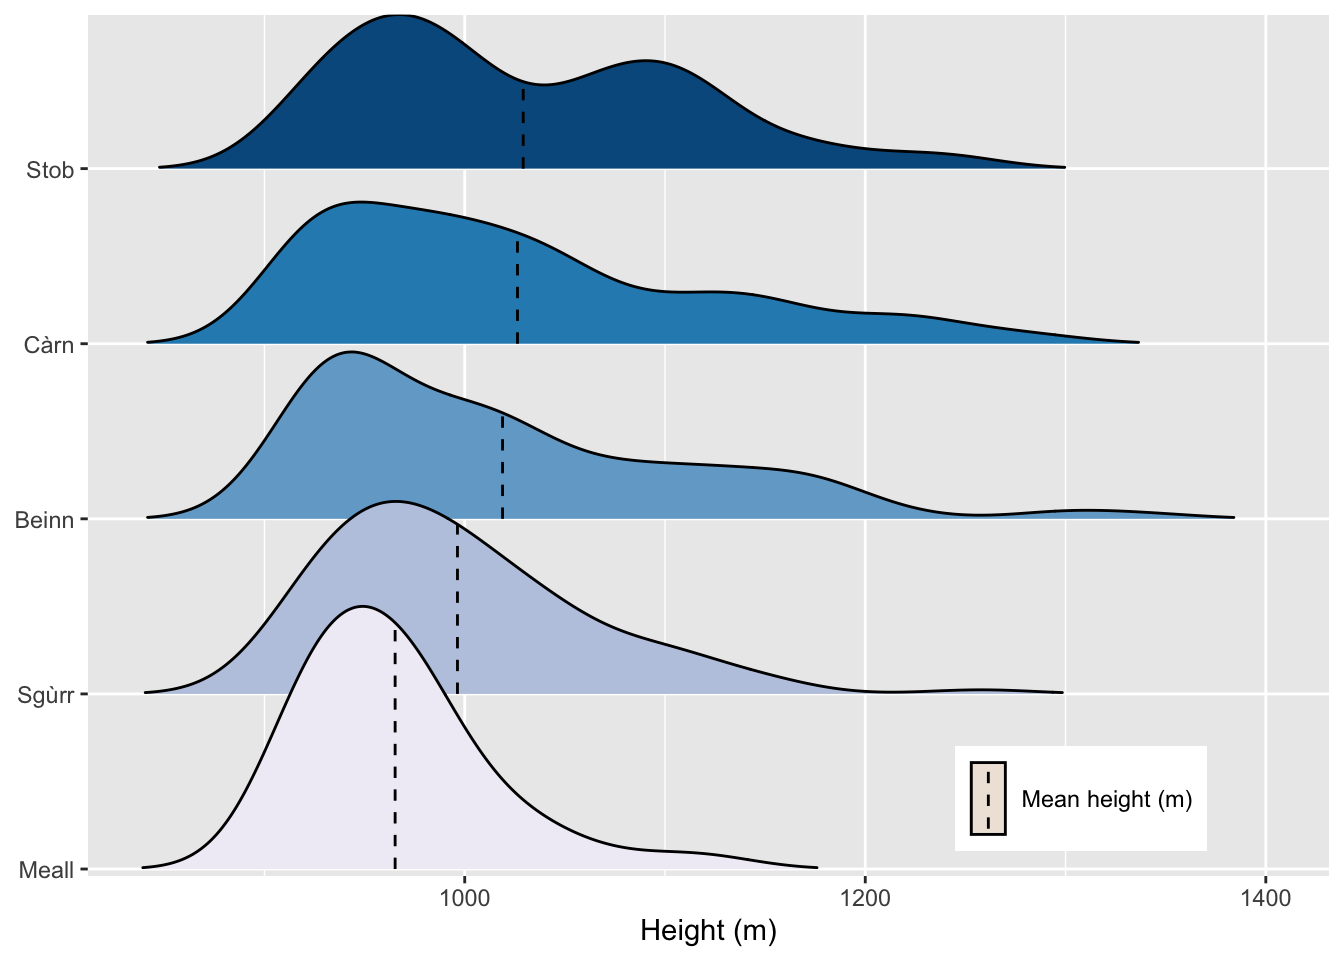 Stob
Càrn
Beinn
Sgùrr
Meall
Mean height (m)
1000 1200 1400
Height (m)